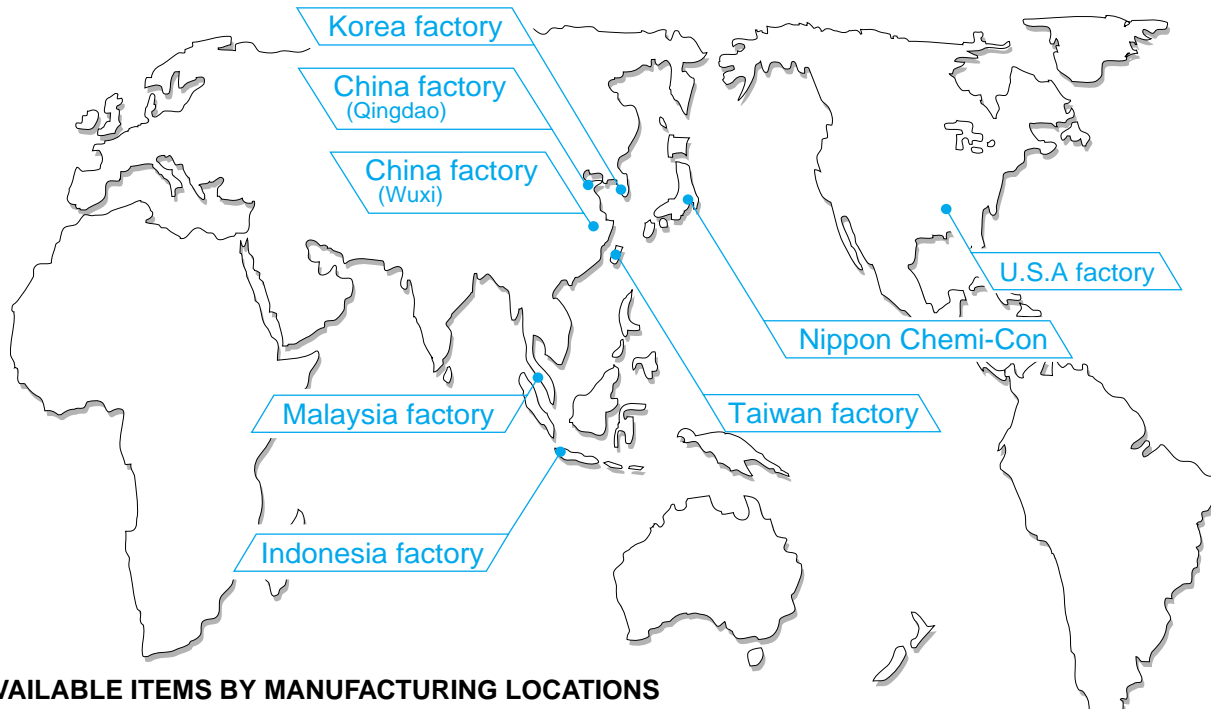 Korea factory
China factory
(Qingdao)
China factory
(Wuxi)
U.S.A factory
Nippon Chemi-Con
Malaysia factory
Taiwan factory
Indonesia factory
VAILABLE ITEMS BY MANUFACTURING LOCATIONS